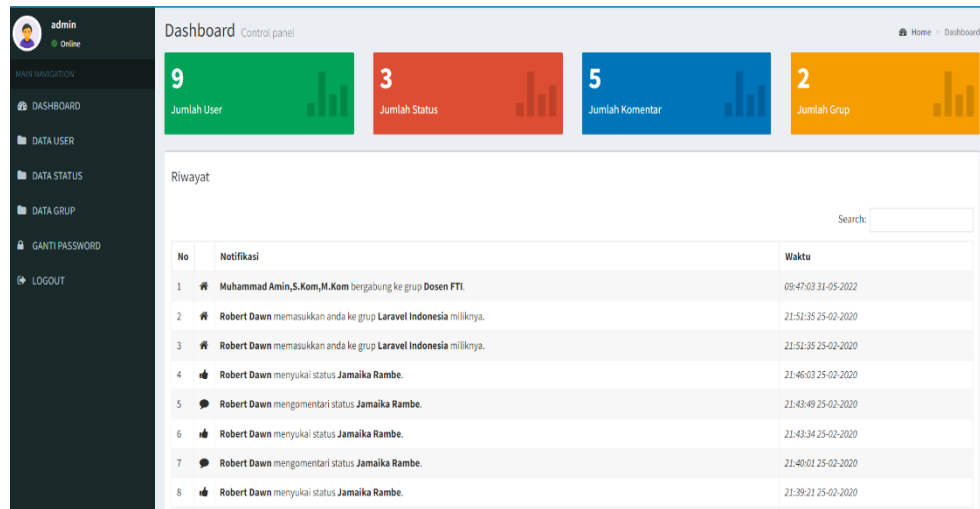 admin
Online
MAIN NAVIGATION
DASHBOARD
DATA USER
DATA STATUS
DATA GRUP
GANTI PASSWORD
LOGOUT
Dashboard Control panel
Home > Dashboard
9
Jumlah User
3
Jumlah Status
5
Jumlah Komentar
2
Jumlah Grup
Riwayat
Search:
No Notifikasi Waktu
1 Muhammad Amin,S.Kom,M.Kom bergabung ke grup Dosen FTI. 09:47:03 31-05-2022
2 Robert Dawn memasukkan anda ke grup Laravel Indonesia miliknya. 21:51:35 25-02-2020
3 Robert Dawn memasukkan anda ke grup Laravel Indonesia miliknya. 21:51:35 25-02-2020
4 Robert Dawn menyukai status Jamaika Rambe. 21:46:03 25-02-2020
5 Robert Dawn mengomentari status Jamaika Rambe. 21:43:49 25-02-2020
6 Robert Dawn menyukai status Jamaika Rambe. 21:43:34 25-02-2020
7 Robert Dawn mengomentari status Jamaika Rambe. 21:40:01 25-02-2020
8 Robert Dawn menyukai status Jamaika Rambe. 21:39:21 25-02-2020